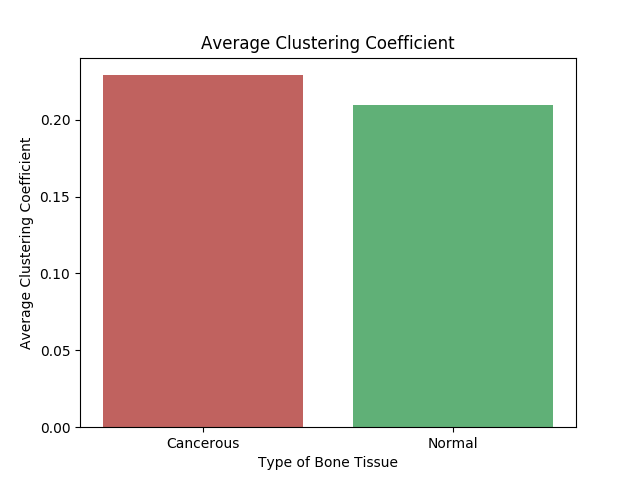 Average Clustering Coefficient
Average Clustering Coefficient
0.20
0.15
0.10
0.05
0.00
Cancerous
Normal
Type of Bone Tissue